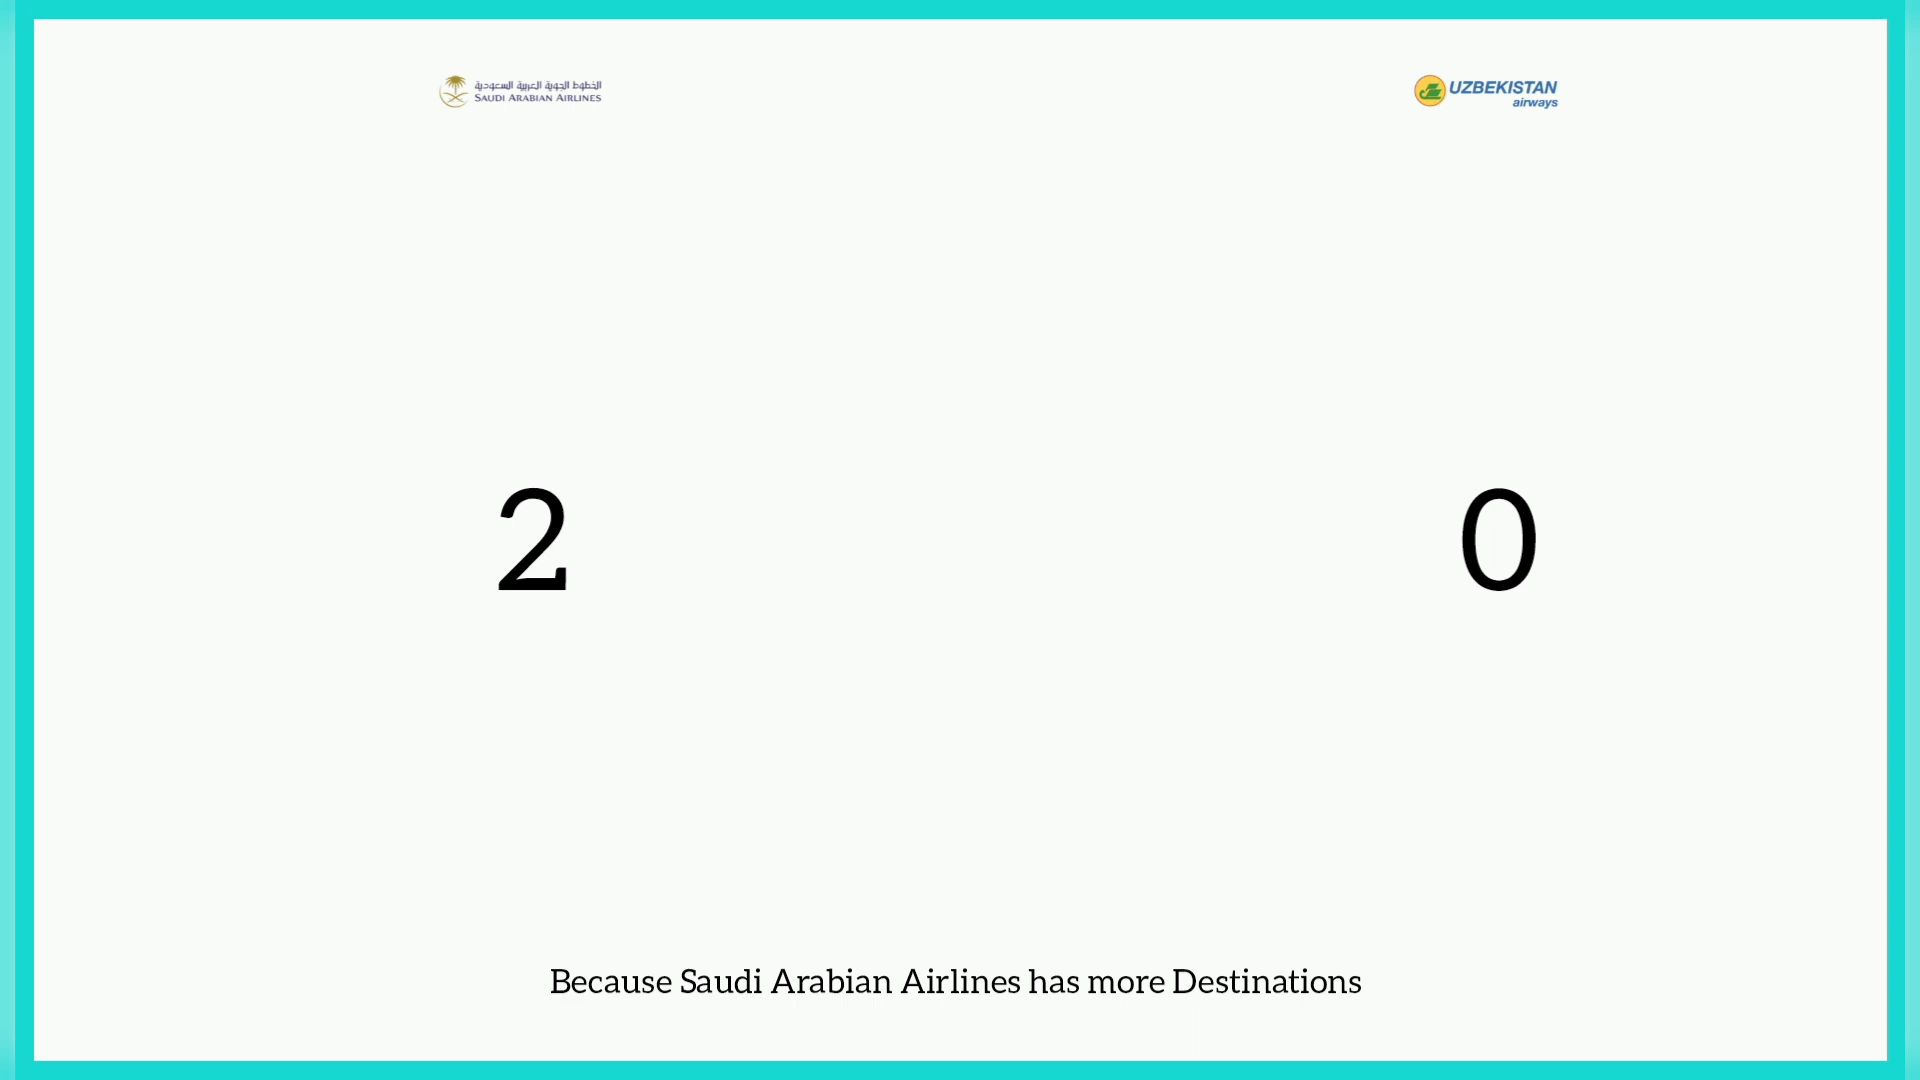 الخطوط الجوية العربية السعودية
SAUDI ARABIAN AIRLINES
UZBEKISTAN
airways
2
0
Because Saudi Arabian Airlines has more Destinations